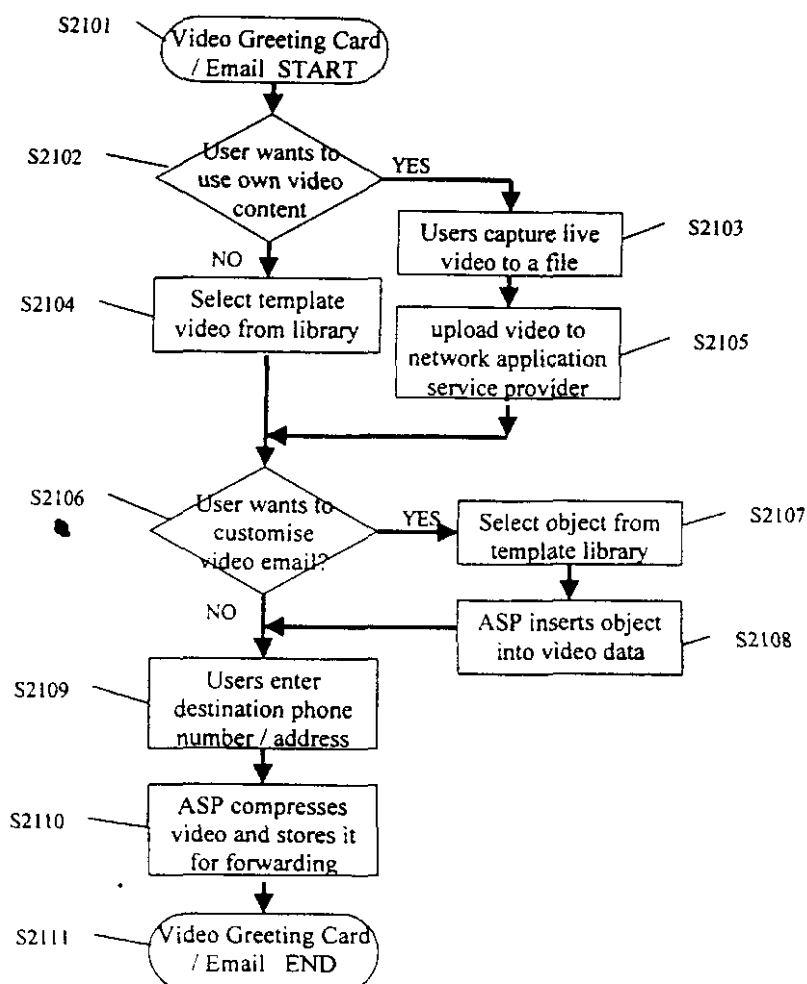 S2101
Video Greeting Card
/ Email START
S2102
User wants to
use own video
content
YES
NO
Users capture live
video to a file
S2103
S2104
Select template
video from library
upload video to
network application
service provider
S2105
S2106
User wants to
customise
video email?
YES
NO
Select object from
template library
S2107
ASP inserts object
into video data
S2108
S2109
Users enter
destination phone
number / address
S2110
ASP compresses
video and stores it
for forwarding
S2111
Video Greeting Card
/ Email END